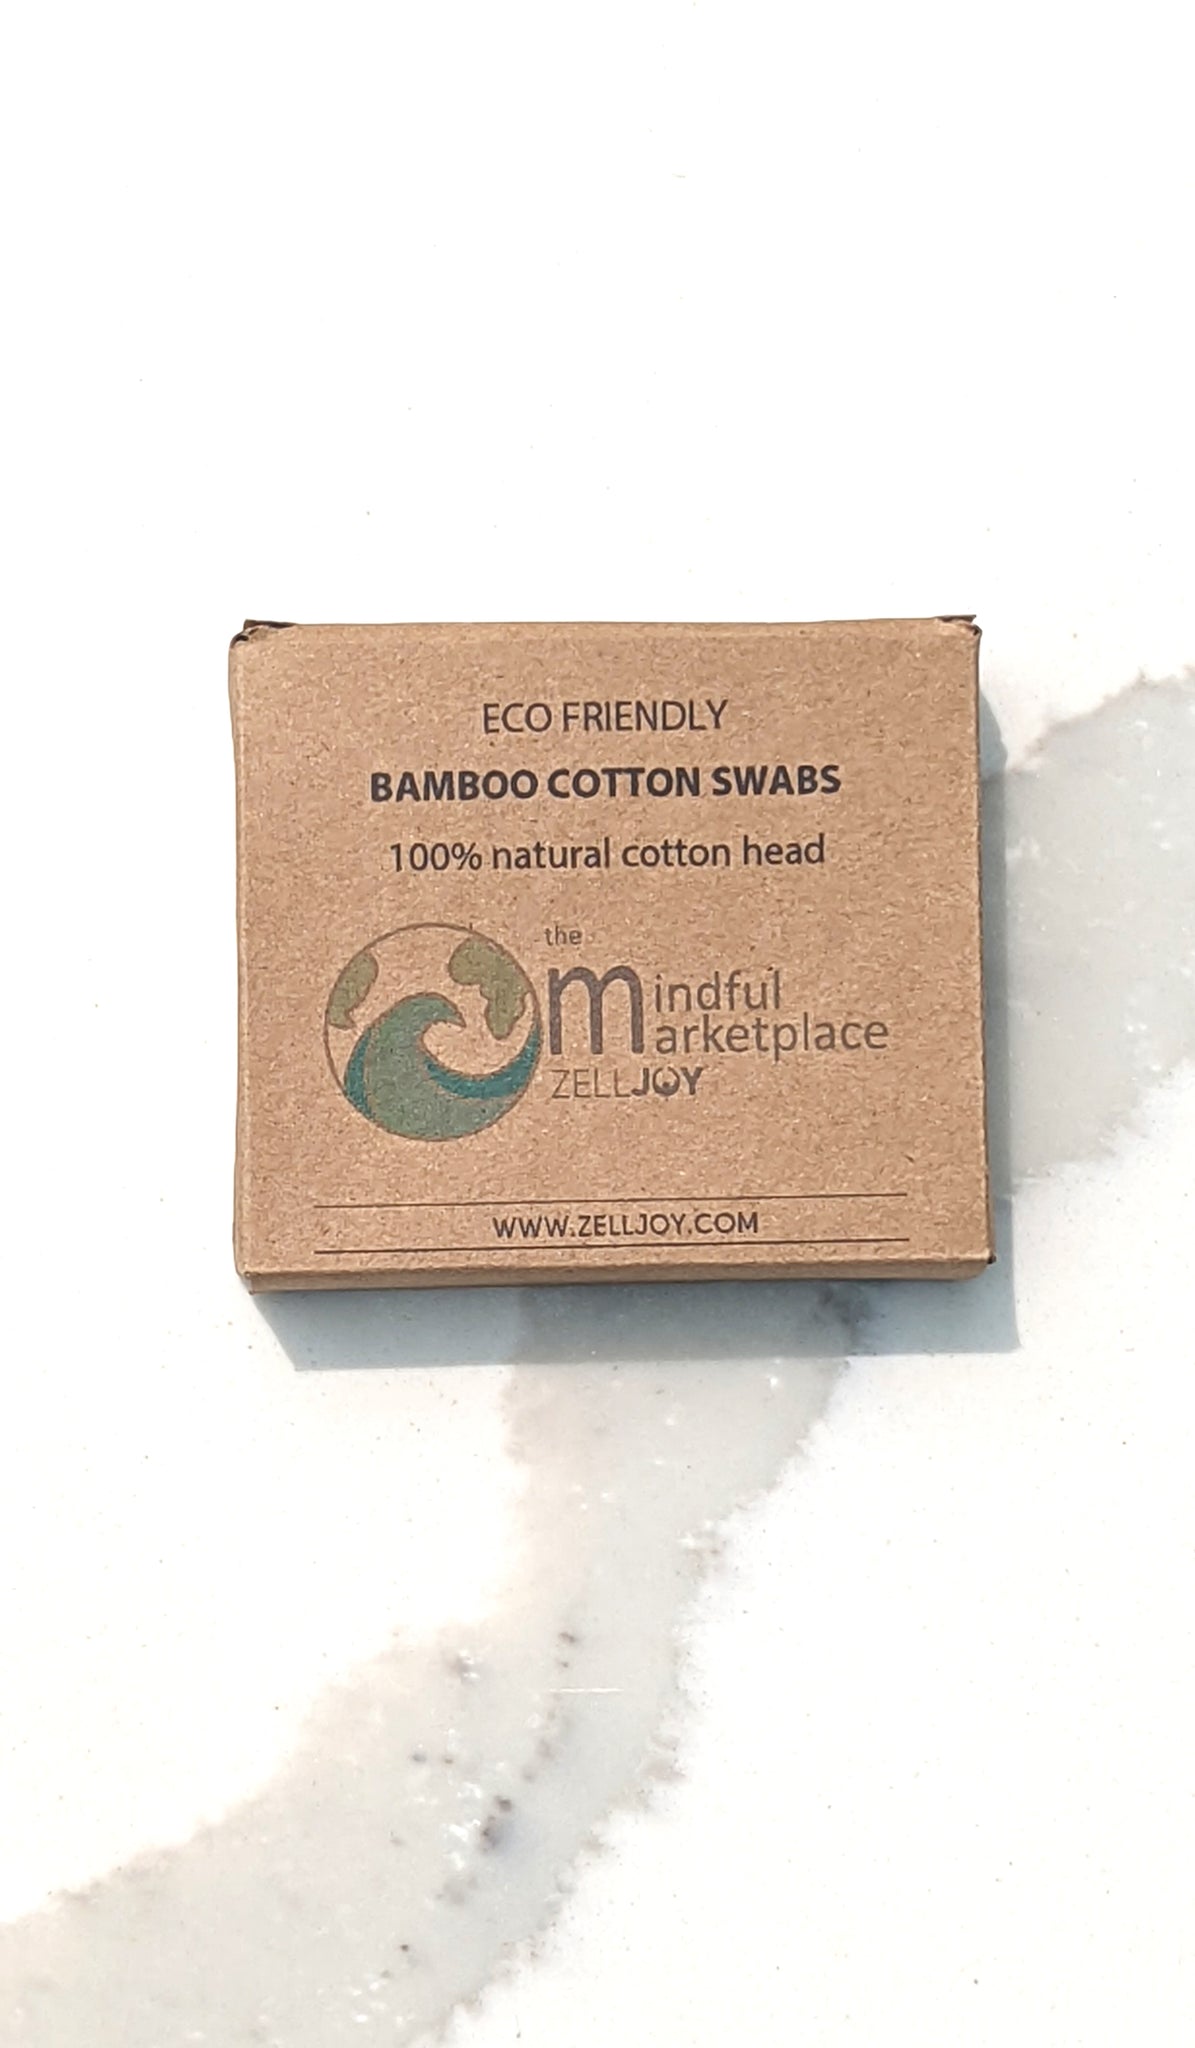 ECO FRIENDLY
BAMBOO COTTON SWABS
100% natural cotton head
the
mindful
marketplace
ZELLJOY
WWW.ZELLJOY.COM